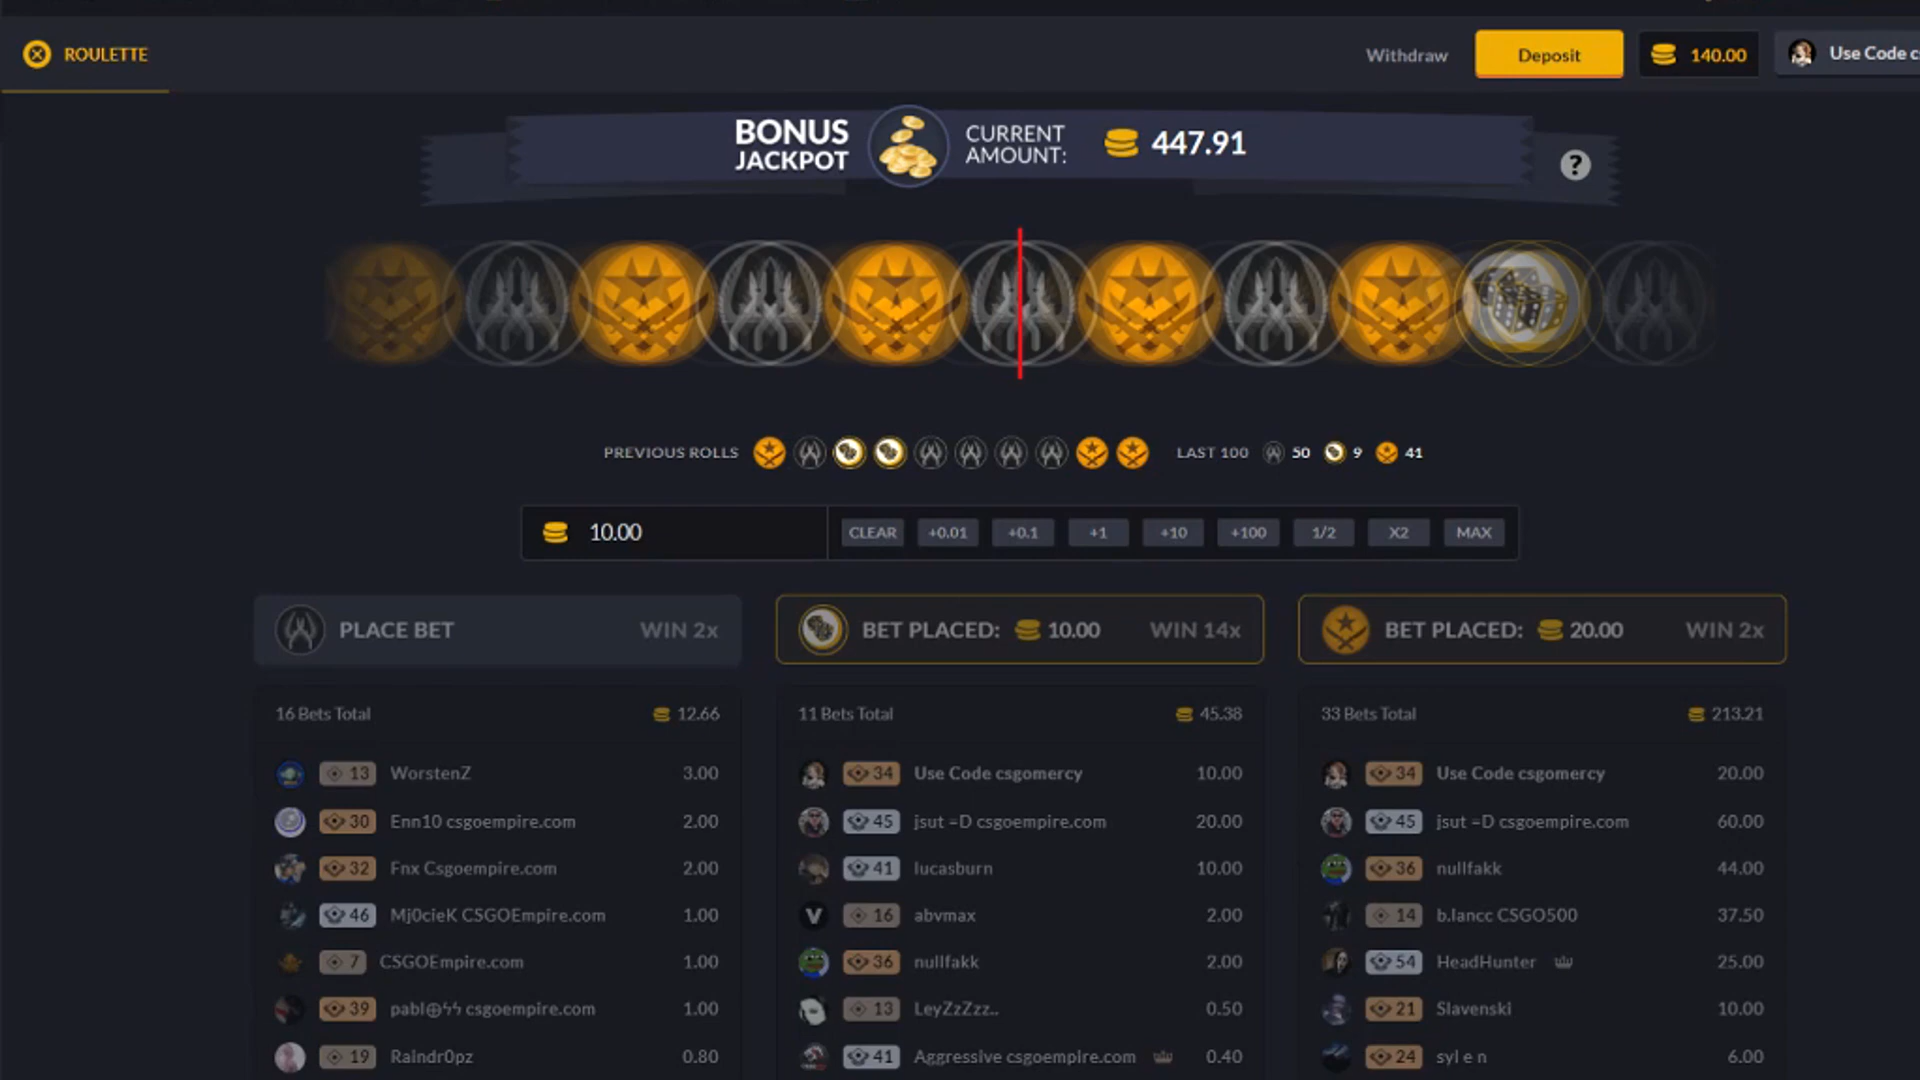 ROULETTE
Withdraw
Deposit
140.00
Use Code c
BONUS
JACKPOT
CURRENT
AMOUNT:
447.91
?
PREVIOUS ROLLS
LAST 100 50 9 41
10.00
CLEAR +0.01 +0.1 +1 +10 +100 1/2 X2 MAX
PLACE BET WIN 2x
16 Bets Total 12.66
13 WorstenZ 3.00
30 Enn10 csgoempire.com 2.00
32 Fnx Csgoempire.com 2.00
46 Mj0cieK CSGOEmpire.com 1.00
7 CSGOEmpire.com 1.00
39 pabl⊕ϟϟ csgoempire.com 1.00
19 Raindr0pz 0.80
BET PLACED: 10.00 WIN 14x
11 Bets Total 45.38
34 Use Code csgomercy 10.00
45 jsut =D csgoempire.com 20.00
41 lucasburn 10.00
V 16 abvmax 2.00
36 nullfakk 2.00
13 LeyZzZzz.. 0.50
41 Aggressive csgoempire.com 0.40
BET PLACED: 20.00 WIN 2x
33 Bets Total 213.21
34 Use Code csgomercy 20.00
45 jsut =D csgoempire.com 60.00
36 nullfakk 44.00
14 b.lancc CSGO500 37.50
54 HeadHunter 25.00
21 Slavenski 10.00
24 syl e n 6.00